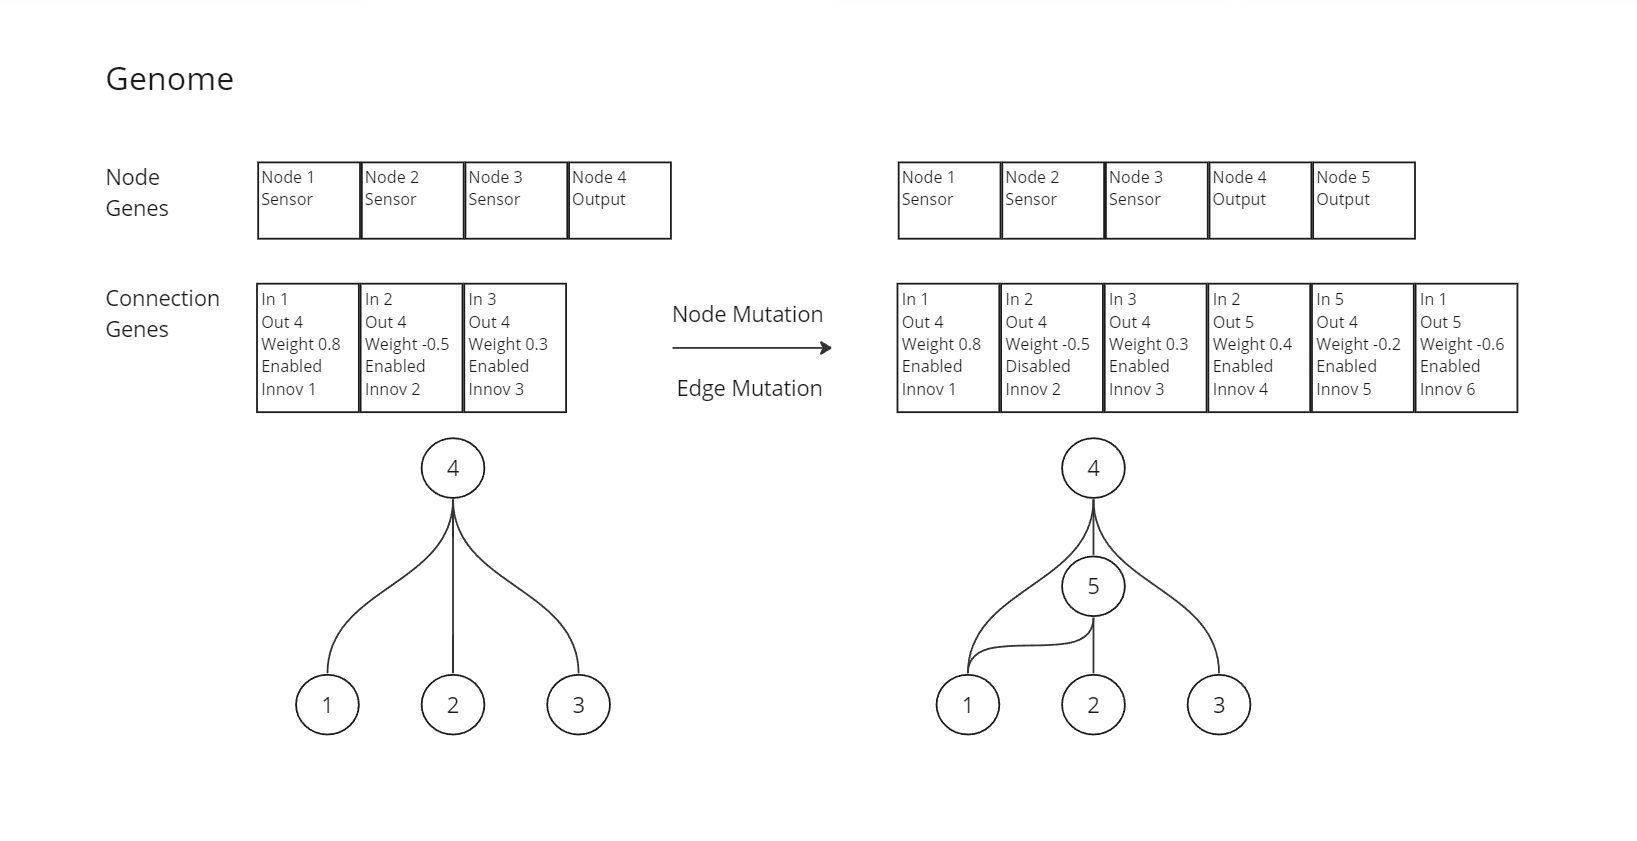 Genome
Node
Genes
Node 1
Sensor
Node 2
Sensor
Node 3
Sensor
Node 4
Output
Node 1
Sensor
Node 2
Sensor
Node 3
Sensor
Node 4
Output
Node 5
Output
Connection
Genes
In 1
Out 4
Weight 0.8
Enabled
Innov 1
In 2
Out 4
Weight -0.5
Enabled
Innov 2
In 3
Out 4
Weight 0.3
Enabled
Innov 3
Node Mutation
Edge Mutation
In 1
Out 4
Weight 0.8
Enabled
Innov 1
In 2
Out 4
Weight -0.5
Disabled
Innov 2
In 3
Out 4
Weight 0.3
Enabled
Innov 3
In 2
Out 5
Weight 0.4
Enabled
Innov 4
In 5
Out 4
Weight -0.2
Enabled
Innov 5
In 1
Out 5
Weight -0.6
Enabled
Innov 6
4
1
2
3
4
5
1
2
3